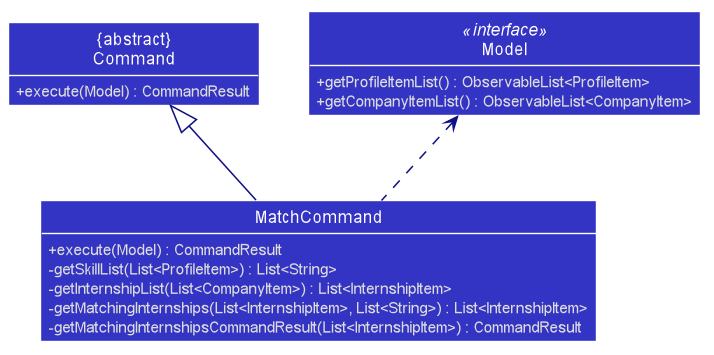 {abstract}
Command
+execute(Model) : CommandResult
«interface»
Model
+getProfileItemList() : ObservableList<ProfileItem>
+getCompanyItemList() : ObservableList<CompanyItem>
MatchCommand
+execute(Model) : CommandResult
-getSkillList(List<ProfileItem>) : List<String>
-getInternshipList(List<CompanyItem>) : List<InternshipItem>
-getMatchingInternships(List<InternshipItem>, List<String>) : List<InternshipItem>
-getMatchingInternshipsCommandResult(List<InternshipItem>) : CommandResult